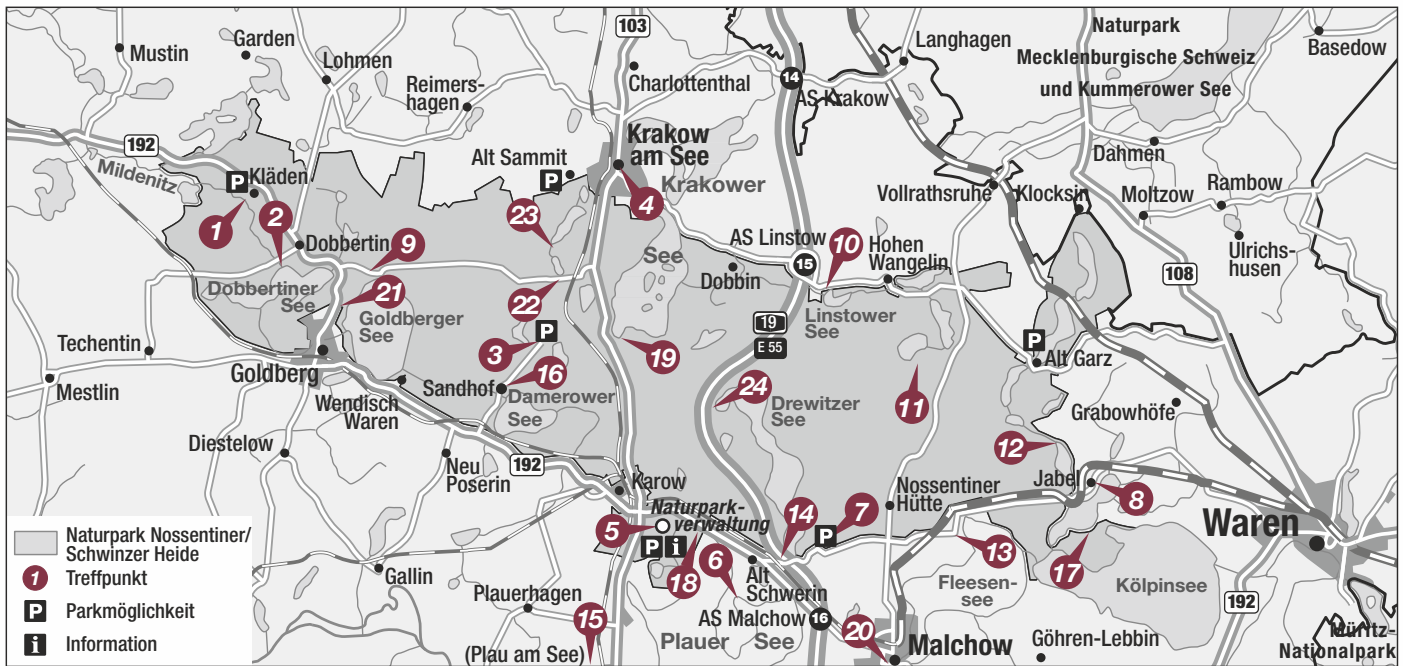 Mustin
Garden
Lohmen
Reimers-
hagen
103
Charlottenthal
14
AS Krakow
Langhagen
Naturpark
Mecklenburgische Schweiz
und Kummerower See
Basedow
192
Mildenitz
P
Kläden
Alt Sammit
P
Krakow
am See
Krakower
See
Vollrathsruhe
Klocksin
Dahmen
Moltzow
Rambow
Ulrichs-
husen
1
2
Dobbertin
9
23
4
AS Linstow
15
10
Hohen
Wangelin
Dobbin
108
Dobbertiner
See
21
Goldberger
See
22
Linstower
See
19
E 55
Techentin
Mestlin
Goldberg
3
P
16
19
Sandhof
Damerower
See
24
Drewitzer
See
11
P
Alt Garz
Grabowhöfe
Wendisch
Waren
Diestelow
Neu
Poserin
192
12
Karow
Naturpark-
verwaltung
5
P
i
18
6
14
P
7
Nossentiner
Hütte
Jabel
8
Waren
13
17
Fleesen-
see
Kölpinsee
Alt
Schwerin
AS Malchow
16
Plauer See
20
Malchow
Göhren-Lebbin
192
Müritz-
Nationalpark
Gallin
Plauerhagen
15
(Plau am See)
Naturpark Nossentiner/
Schwinzer Heide
1
Treffpunkt
P
Parkmöglichkeit
i
Information